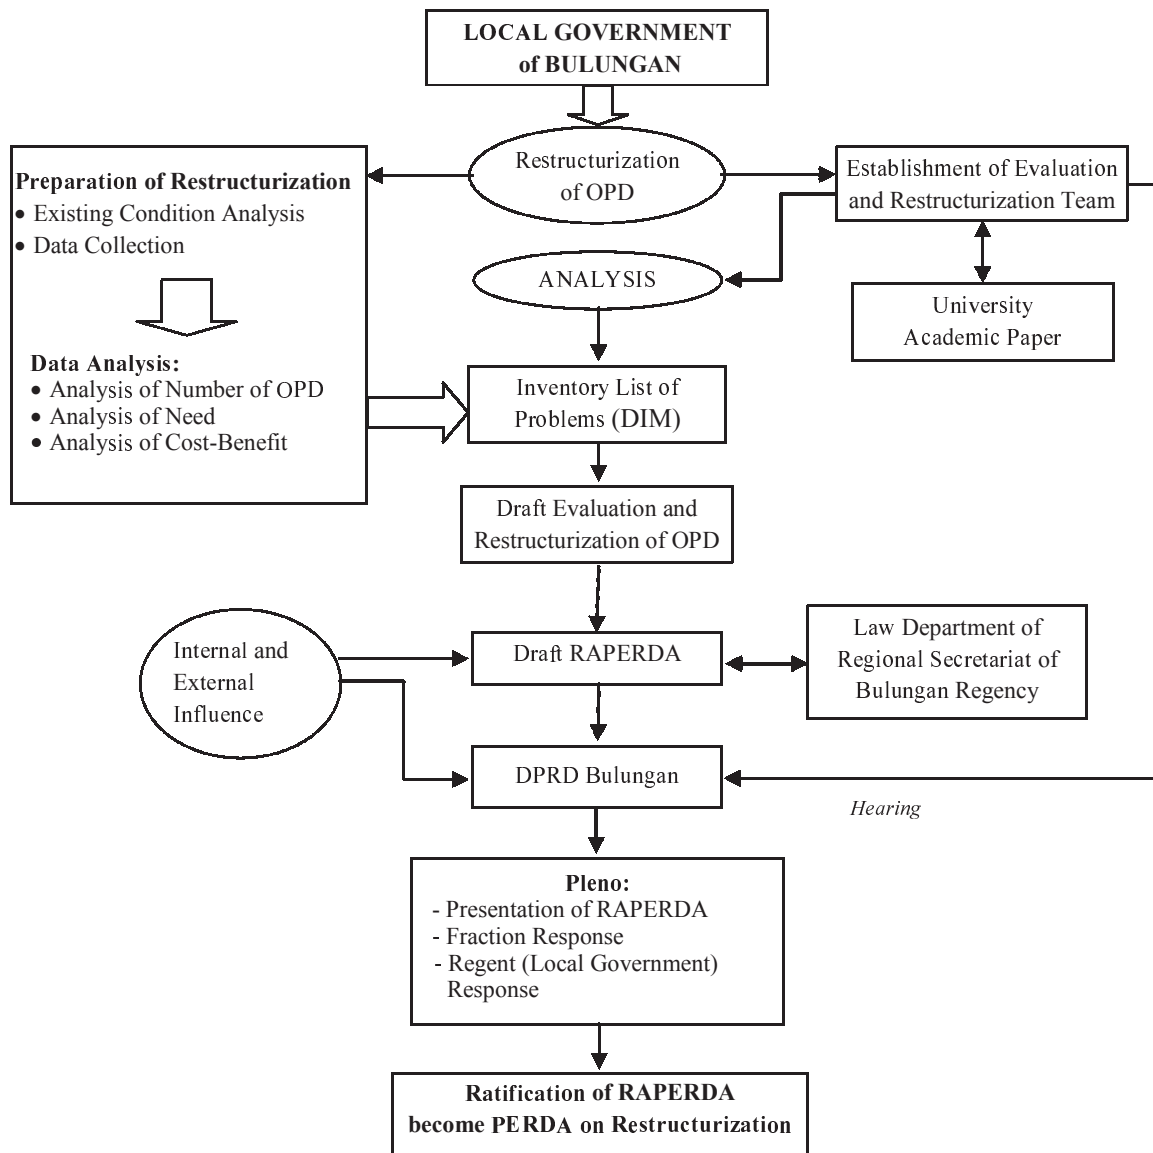 LOCAL GOVERNMENT
of BULUNGAN
Restructurization
of OPD
Preparation of Restructurization
• Existing Condition Analysis
• Data Collection
Data Analysis:
• Analysis of Number of OPD
• Analysis of Need
• Analysis of Cost-Benefit
Establishment of Evaluation
and Restructurization Team
University
Academic Paper
ANALYSIS
Inventory List of
Problems (DIM)
Draft Evaluation and
Restructurization of OPD
Internal and
External
Influence
Draft RAPERDA
Law Department of
Regional Secretariat of
Bulungan Regency
DPRD Bulungan
Hearing
Pleno:
- Presentation of RAPERDA
- Fraction Response
- Regent (Local Government)
Response
Ratification of RAPERDA
become PERDA on Restructurization